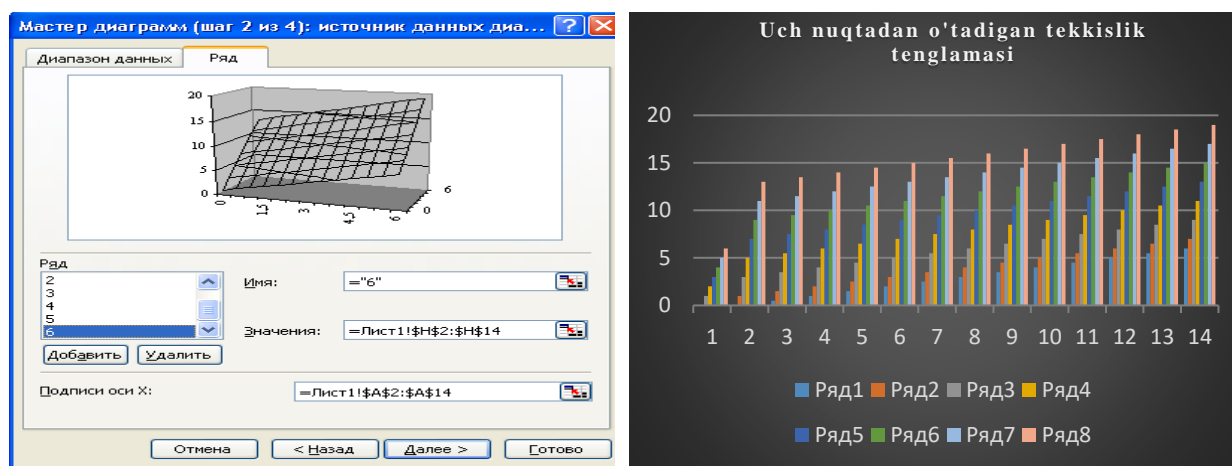 Мастер диаграмм (шаг 2 из 4): источник данных диа...
Диапазон данных
Ряд
20
15
10
5
0
0
1,5
3
4,5
6
0
6
Ряд
2
3
4
5
6
Имя:
="6"
Значения:
=Лист1!$H$2:$H$14
Добавить
Удалить
Подписи оси X:
=Лист1!$A$2:$A$14
Отмена
< Назад
Далее >
Готово
Uch nuqtadan o'tadigan tekkislik
tenglamasi
20
15
10
5
0
1 2 3 4 5 6 7 8 9 10 11 12 13 14
Ряд1 Ряд2 Ряд3 Ряд4
Ряд5 Ряд6 Ряд7 Ряд8